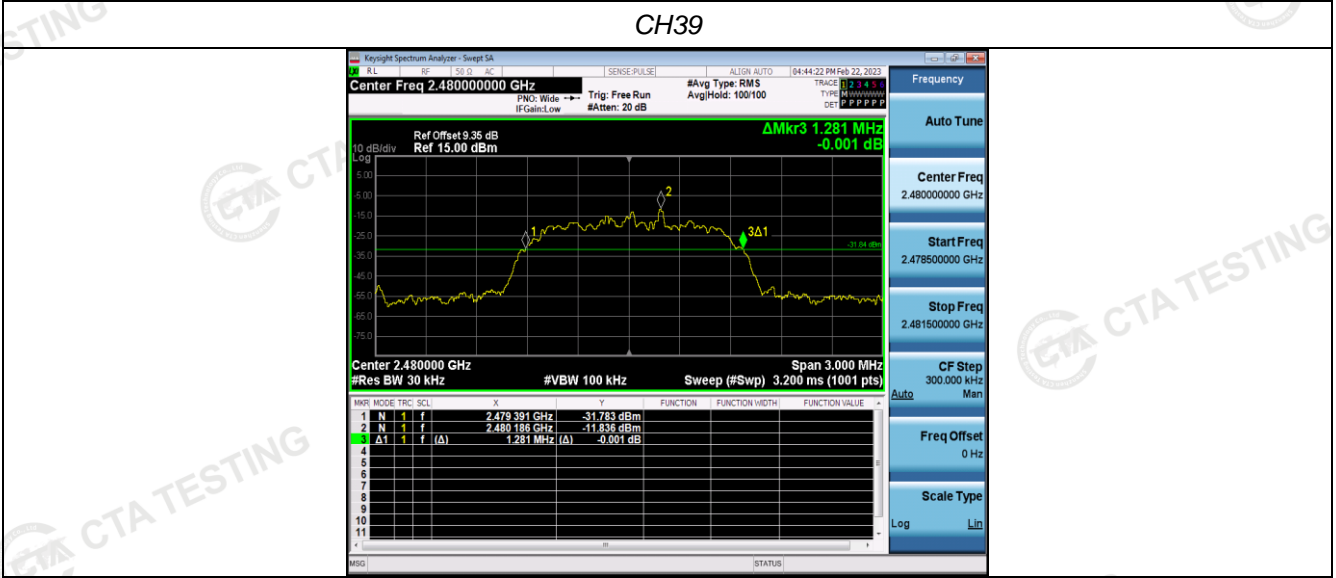 CH39
Keysight Spectrum Analyzer - Swept SA
RL RF 50 Ω AC SENSE:PULSE ALIGN AUTO 04:44:22 PM Feb 22, 2023
Center Freq 2.480000000 GHz #Avg Type: RMS TRACE 1 2 3 4 5 6
PNO: Wide Trig: Free Run Avg|Hold: 100/100 TYPE M WWWWW
IFGain:Low #Atten: 20 dB DET P P P P P P
ΔMkr3 1.281 MHz
-0.001 dB
Ref Offset 9.35 dB
10 dB/div Ref 15.00 dBm
Log
5.00
-5.00
-15.0
-25.0
-35.0
-45.0
-55.0
-65.0
-75.0
1
2
3Δ1
Center 2.480000 GHz Span 3.000 MHz
#Res BW 30 kHz #VBW 100 kHz Sweep (#Swp) 3.200 ms (1001 pts)
MKR MODE TRC SCL X Y FUNCTION FUNCTION WIDTH FUNCTION VALUE
1 N 1 f 2.479 391 GHz -31.783 dBm
2 N 1 f 2.480 186 GHz -11.836 dBm
3 Δ1 1 f (Δ) 1.281 MHz (Δ) -0.001 dB
4
5
6
7
8
9
10
11
MSG STATUS
Frequency
Auto Tune
Center Freq
2.480000000 GHz
Start Freq
2.478500000 GHz
Stop Freq
2.481500000 GHz
CF Step
300.000 kHz
Auto Man
Freq Offset
0 Hz
Scale Type
Log Lin
CTA TESTING
CTA TESTING